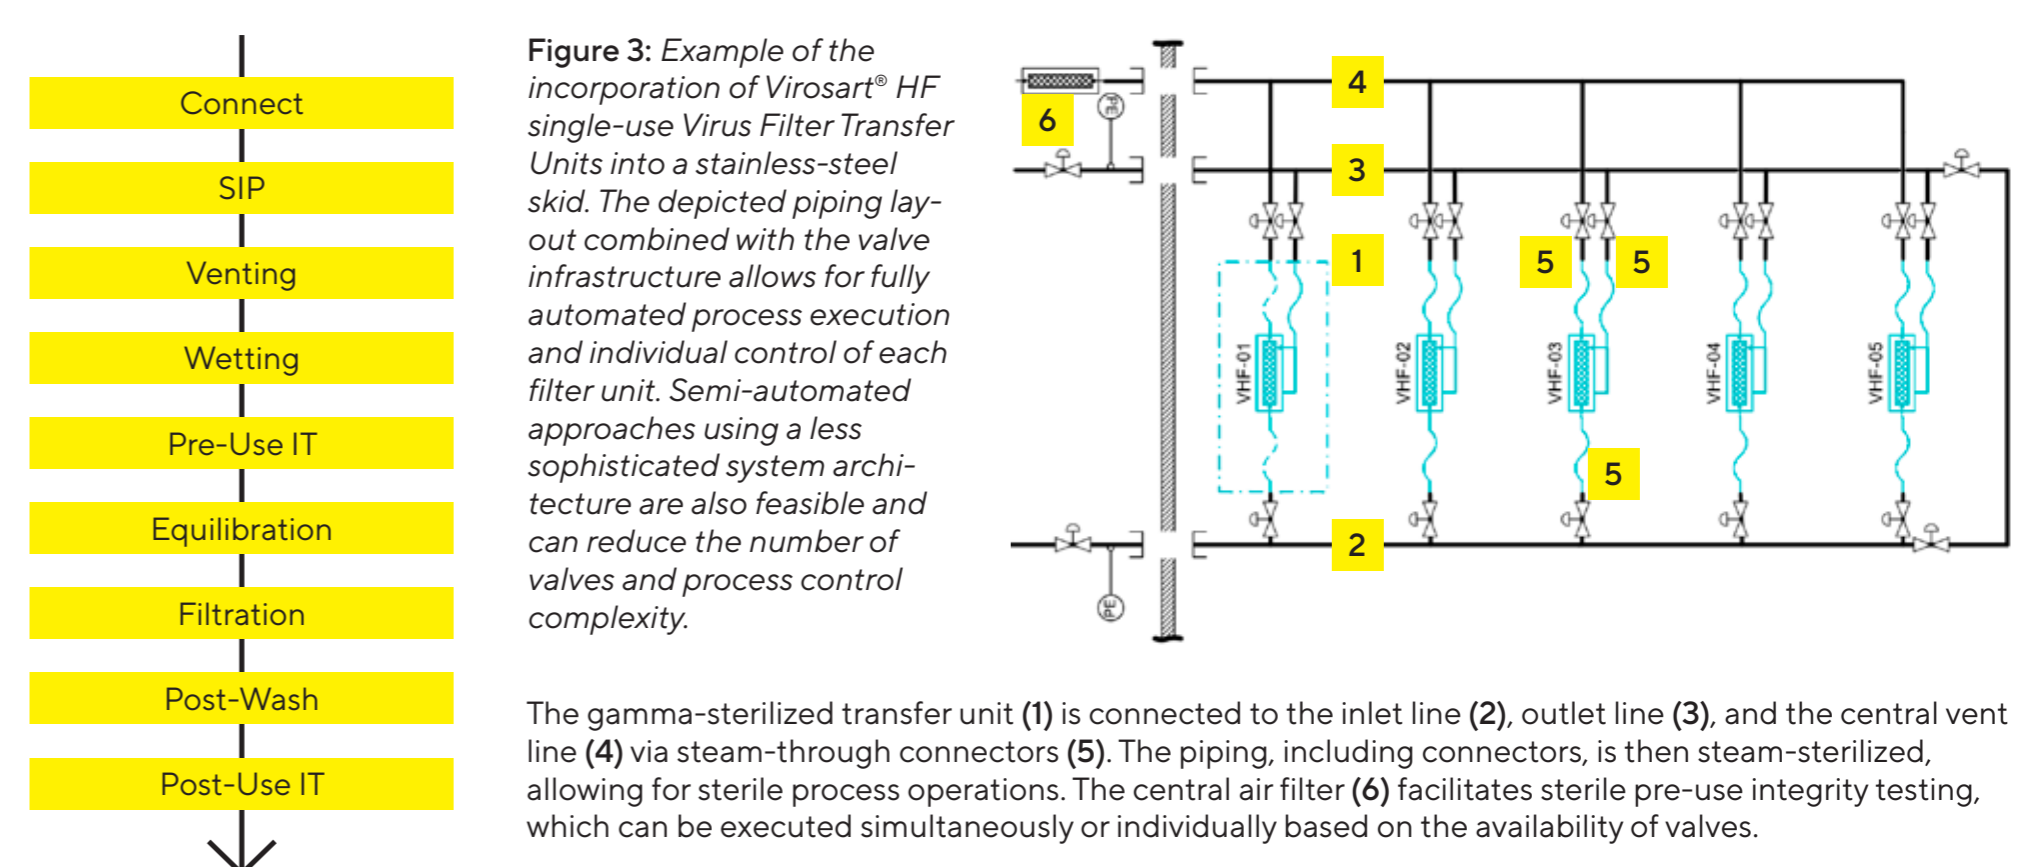 Connect
SIP
Venting
Wetting
Pre-Use IT
Equilibration
Filtration
Post-Wash
Post-Use IT
Figure 3: Example of the
incorporation of Virosart® HF
single-use Virus Filter Transfer
Units into a stainless-steel
skid. The depicted piping lay-
out combined with the valve
infrastructure allows for fully
automated process execution
and individual control of each
filter unit. Semi-automated
approaches using a less
sophisticated system archi-
tecture are also feasible and
can reduce the number of
valves and process control
complexity.
4
6
PE
3
1
5
5
VHF-01
VHF-02
VHF-03
VHF-04
VHF-05
5
2
PE
The gamma-sterilized transfer unit (1) is connected to the inlet line (2), outlet line (3), and the central vent
line (4) via steam-through connectors (5). The piping, including connectors, is then steam-sterilized,
allowing for sterile process operations. The central air filter (6) facilitates sterile pre-use integrity testing,
which can be executed simultaneously or individually based on the availability of valves.